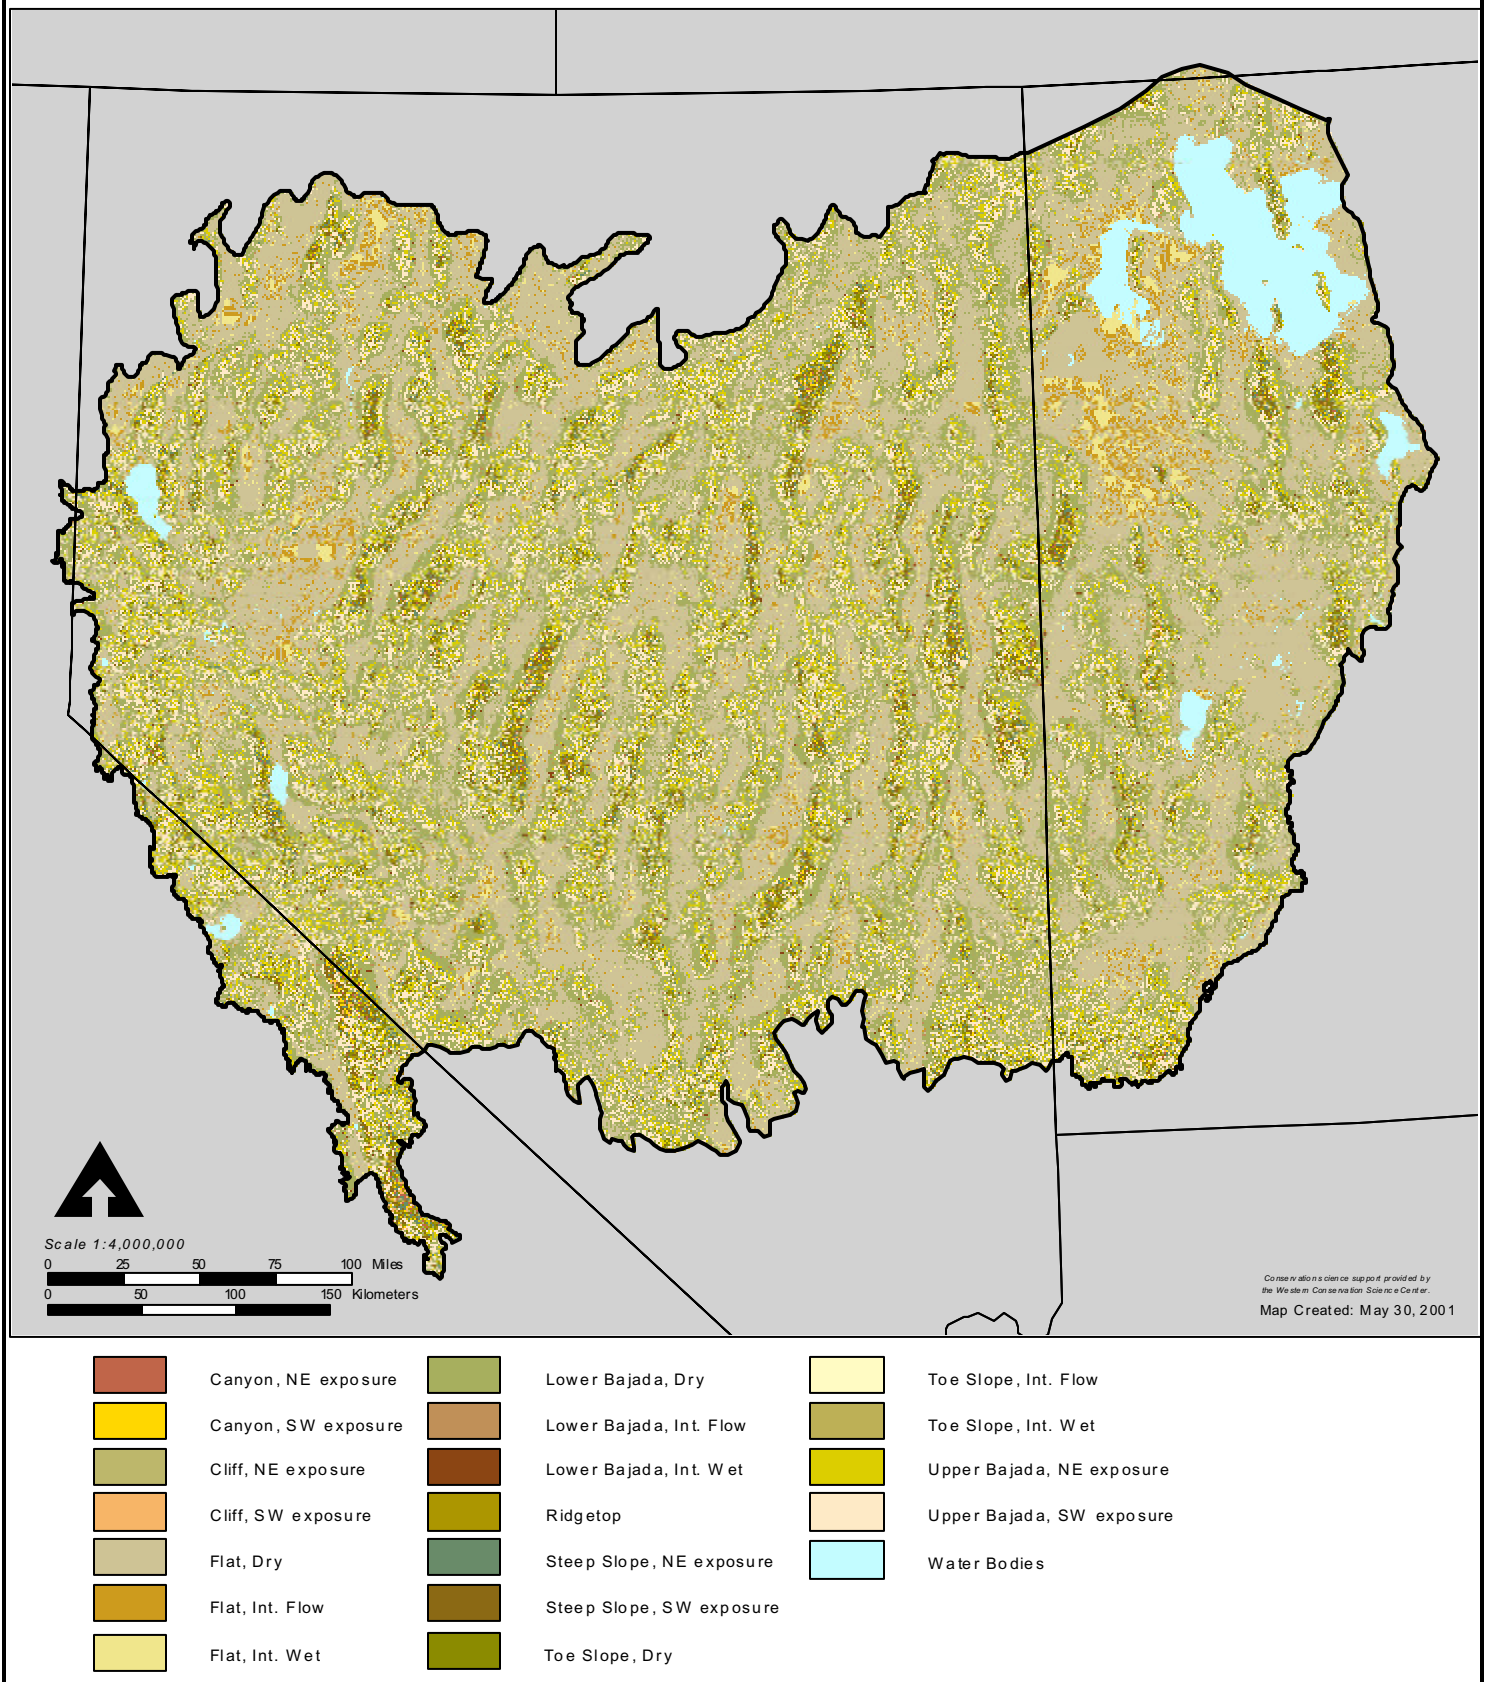 Scale 1:4,000,000
0 25 50 75 100 Miles
0 50 100 150 Kilometers
Conservation science support provided by
the Western Conservation Science Center.
Map Created: May 30, 2001
Canyon, NE exposure
Canyon, SW exposure
Cliff, NE exposure
Cliff, SW exposure
Flat, Dry
Flat, Int. Flow
Flat, Int. Wet
Lower Bajada, Dry
Lower Bajada, Int. Flow
Lower Bajada, Int. Wet
Ridgetop
Steep Slope, NE exposure
Steep Slope, SW exposure
Toe Slope, Dry
Toe Slope, Int. Flow
Toe Slope, Int. Wet
Upper Bajada, NE exposure
Upper Bajada, SW exposure
Water Bodies